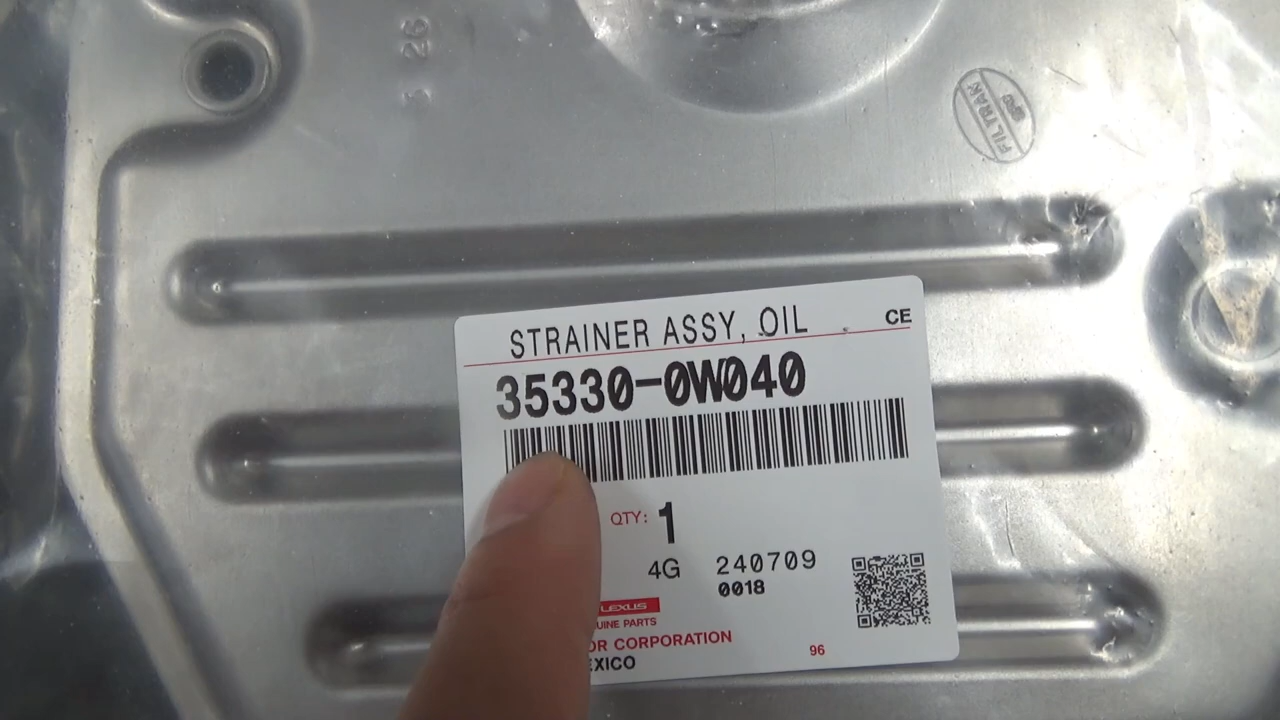 26
FILTRAN
STRAINER ASSY, OIL CE
35330-0W040
QTY: 1
4G 240709
0018
LEXUS
UINE PARTS
OR CORPORATION
96
EXICO